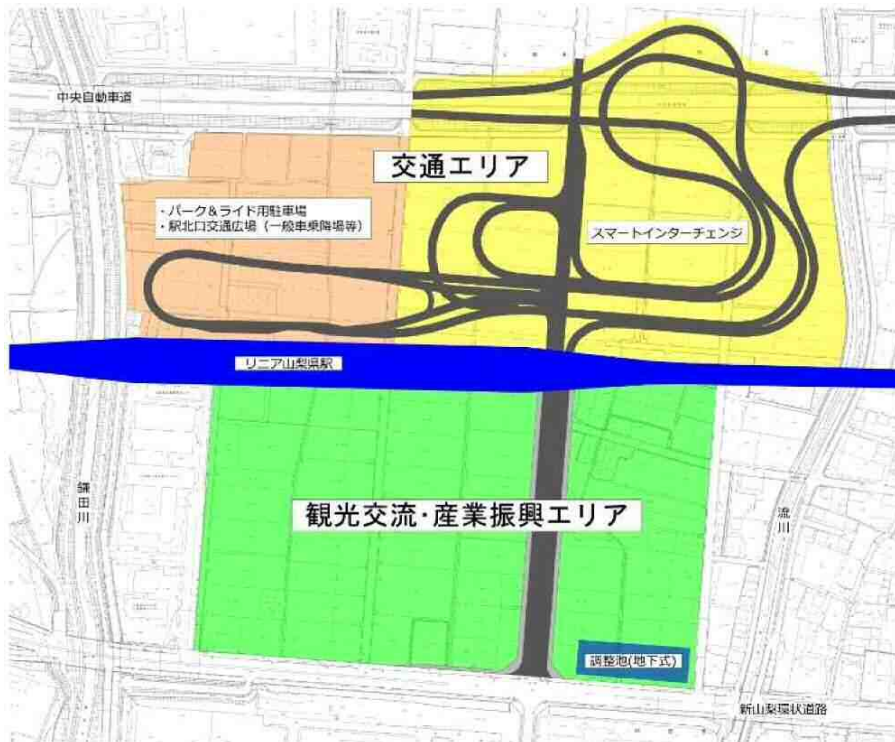 中央自動車道
交通エリア
・パーク&ライド用駐車場
・駅北口交通広場（一般車乗降場等）
スマートインターチェンジ
リニア山梨県駅
鎌田川
観光交流・産業振興エリア
流川
調整池(地下式)
新山梨環状道路